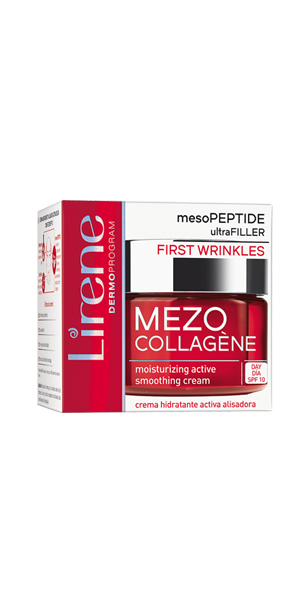 Lirene
DERMOPROGRAM
mesoPEPTIDE
ultraFILLER
FIRST WRINKLES
MEZO
COLLAGÈNE
moisturizing active
smoothing cream
DAY
DÍA
SPF 10
crema hidratante activa alisadora